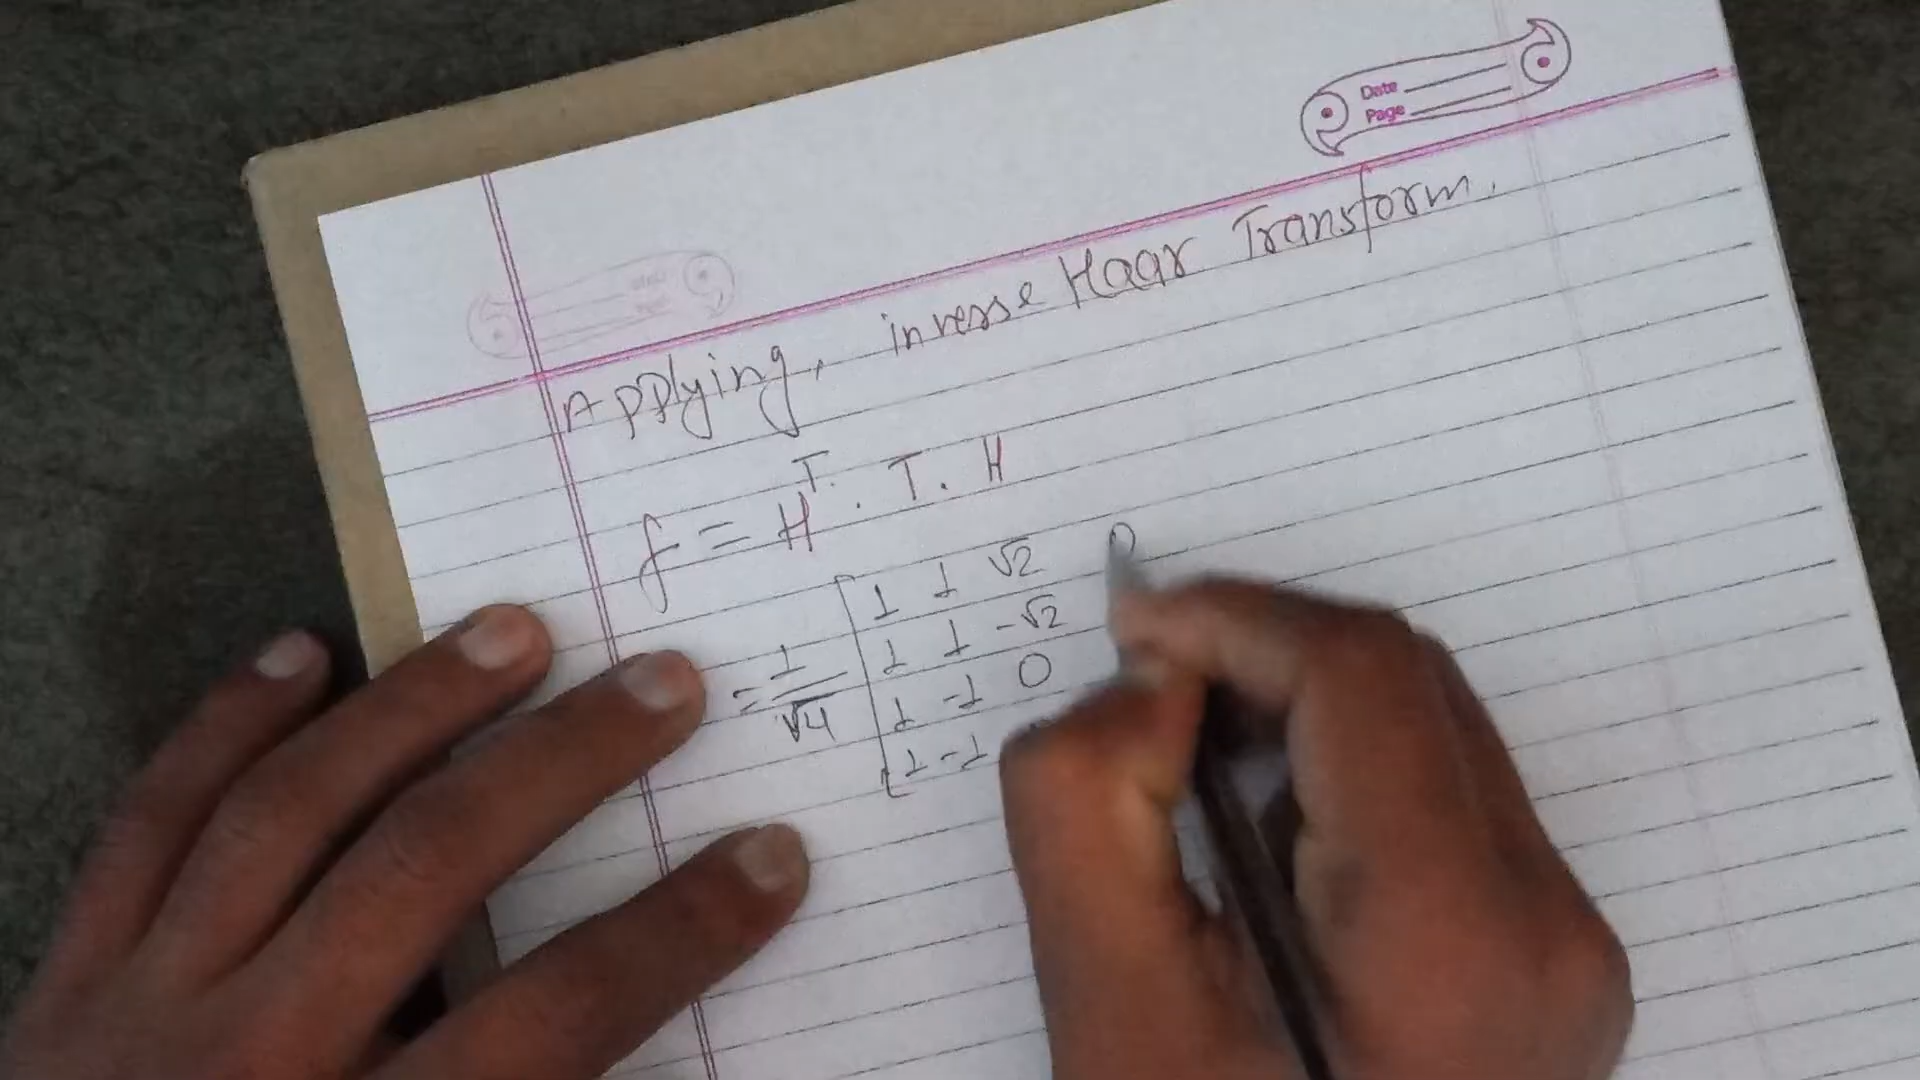 Date
Page
Applying, inverse Haar Transform.
f = Hᵀ. T. H
= 1/√4 [ 1 1 √2 0
1 1 -√2
1 -1 0
1 -1